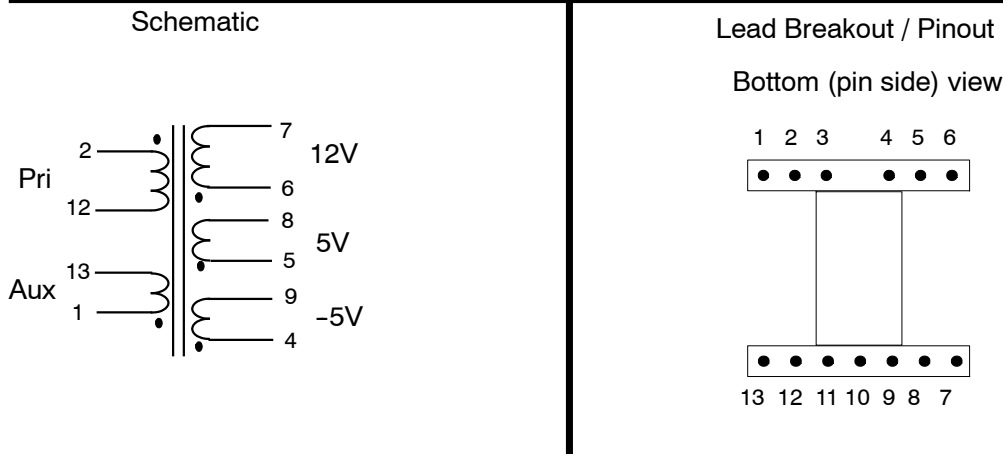 Schematic
Pri
2
12
Aux
13
1
7
12V
6
8
5V
5
9
-5V
4
Lead Breakout / Pinout
Bottom (pin side) view
1 2 3 4 5 6
13 12 11 10 9 8 7